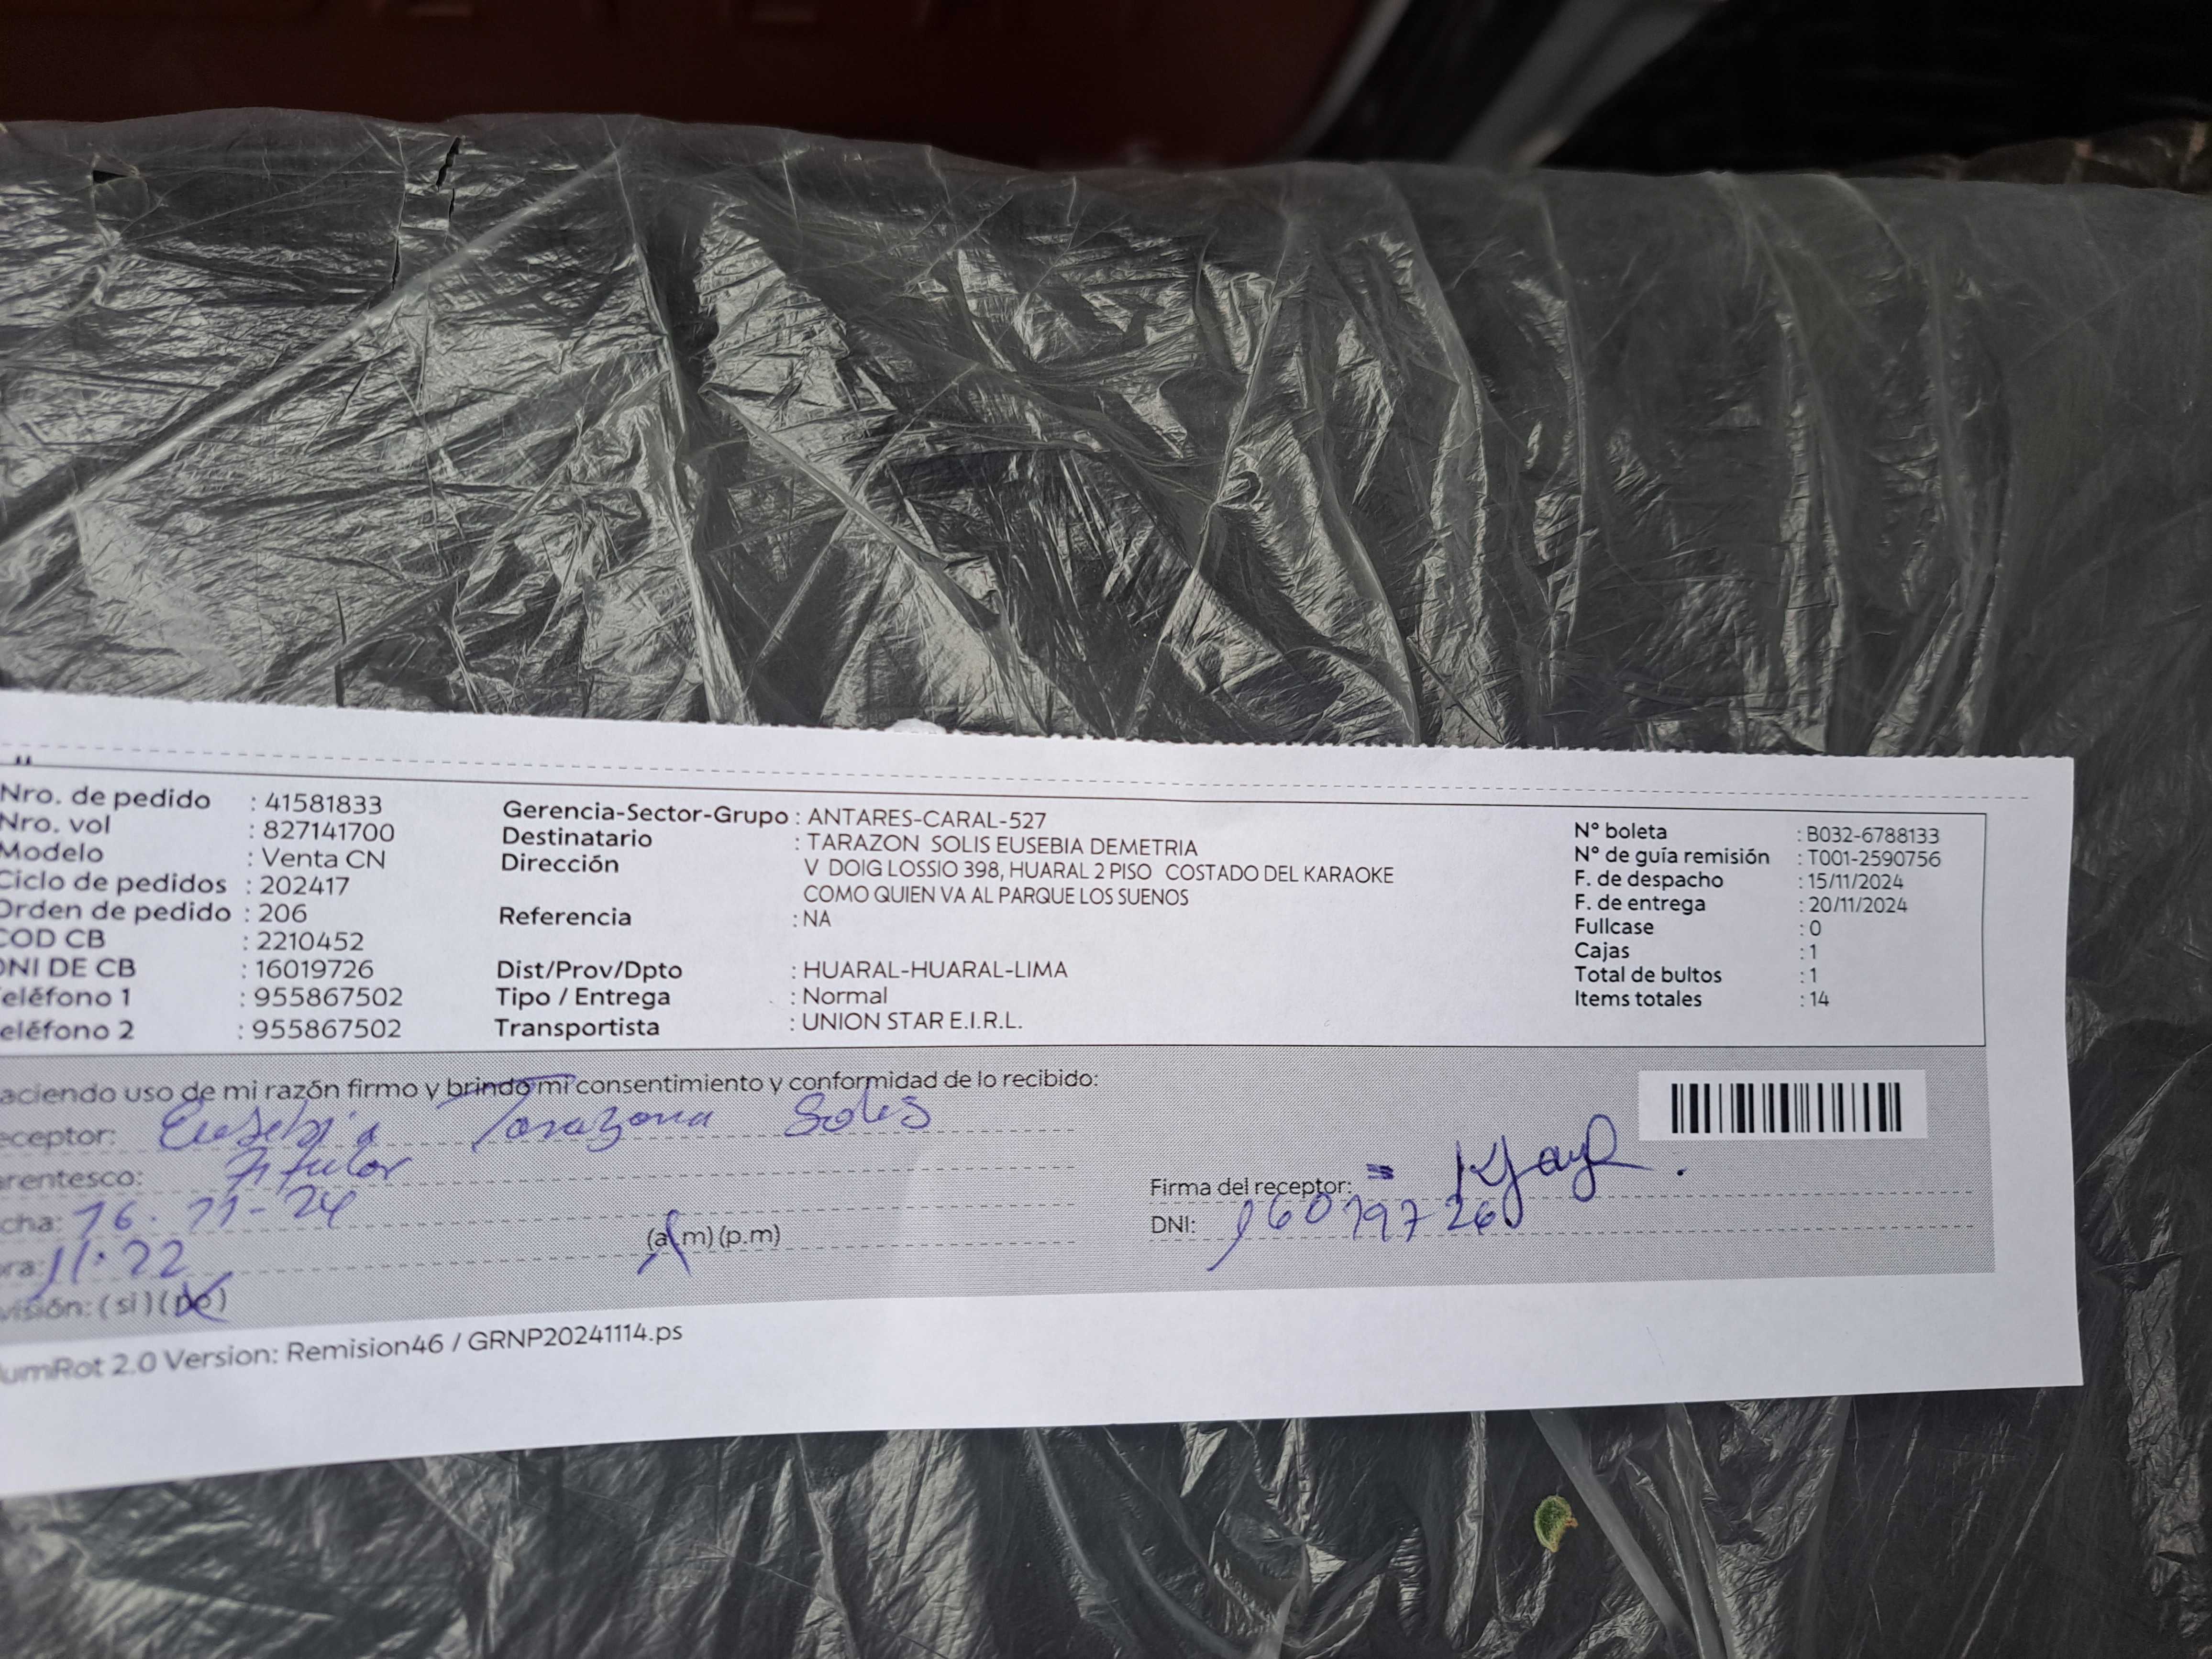 Nro. de pedido : 41581833
Nro. vol : 827141700
Modelo : Venta CN
Ciclo de pedidos : 202417
Orden de pedido : 206
COD CB : 2210452
DNI DE CB : 16019726
eléfono 1 : 955867502
eléfono 2 : 955867502
Gerencia-Sector-Grupo : ANTARES-CARAL-527
Destinatario : TARAZON SOLIS EUSEBIA DEMETRIA
Dirección V DOIG LOSSIO 398, HUARAL 2 PISO COSTADO DEL KARAOKE
COMO QUIEN VA AL PARQUE LOS SUENOS
Referencia : NA
Dist/Prov/Dpto : HUARAL-HUARAL-LIMA
Tipo / Entrega : Normal
Transportista : UNION STAR E.I.R.L.
N° boleta : B032-6788133
N° de guía remisión : T001-2590756
F. de despacho : 15/11/2024
F. de entrega : 20/11/2024
Fullcase : 0
Cajas : 1
Total de bultos : 1
Items totales : 14
aciendo uso de mi razón firmo y brindo mi consentimiento y conformidad de lo recibido:
eceptor: Eusebia Tarazona Soles
arentesco: Titular
cha: 16.11-24
ra: 11:22 (a.m) (p.m)
visión: (si) (no)
Firma del receptor:
DNI: 16019726
umRot 2.0 Version: Remision46 / GRNP20241114.ps